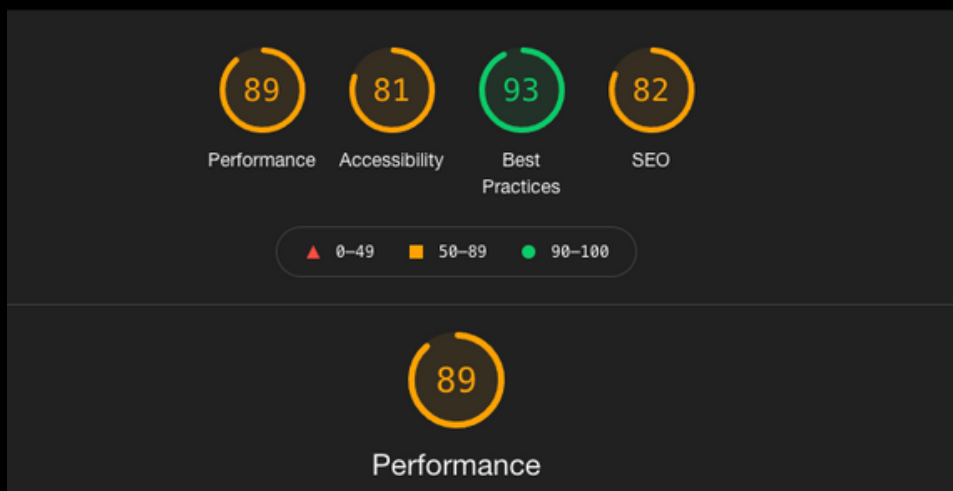 89 81 93 82
Performance Accessibility Best Practices SEO
0–49 50–89 90–100
89
Performance